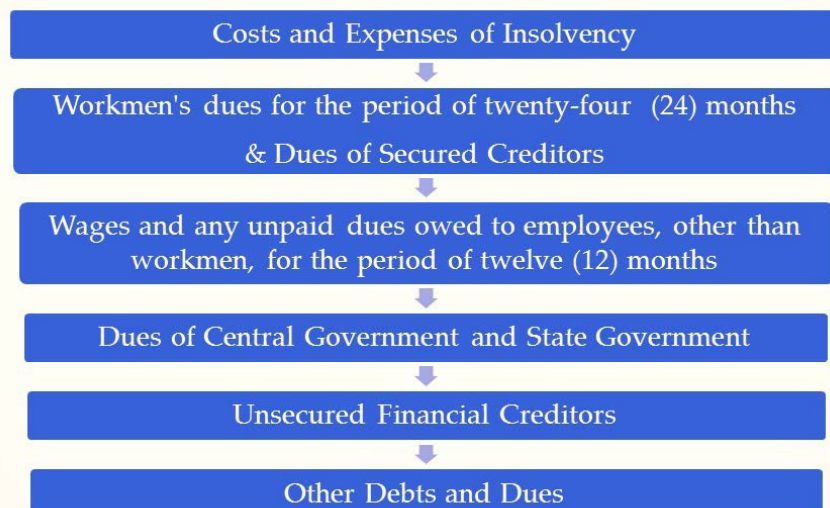 Costs and Expenses of Insolvency
Workmen's dues for the period of twenty-four (24) months
& Dues of Secured Creditors
Wages and any unpaid dues owed to employees, other than
workmen, for the period of twelve (12) months
Dues of Central Government and State Government
Unsecured Financial Creditors
Other Debts and Dues